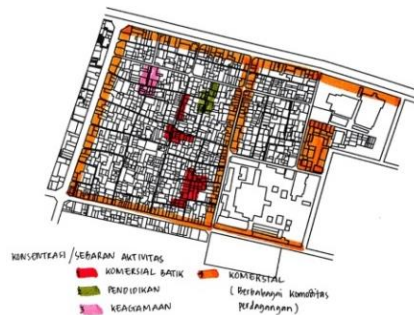 KONSENTRASI / SEBARAN AKTIVITAS
KOMERSIAL BATIK
PENDIDIKAN
KEAGAMAAN
KOMERSIAL
( Berbagai komoditas
perdagangan)